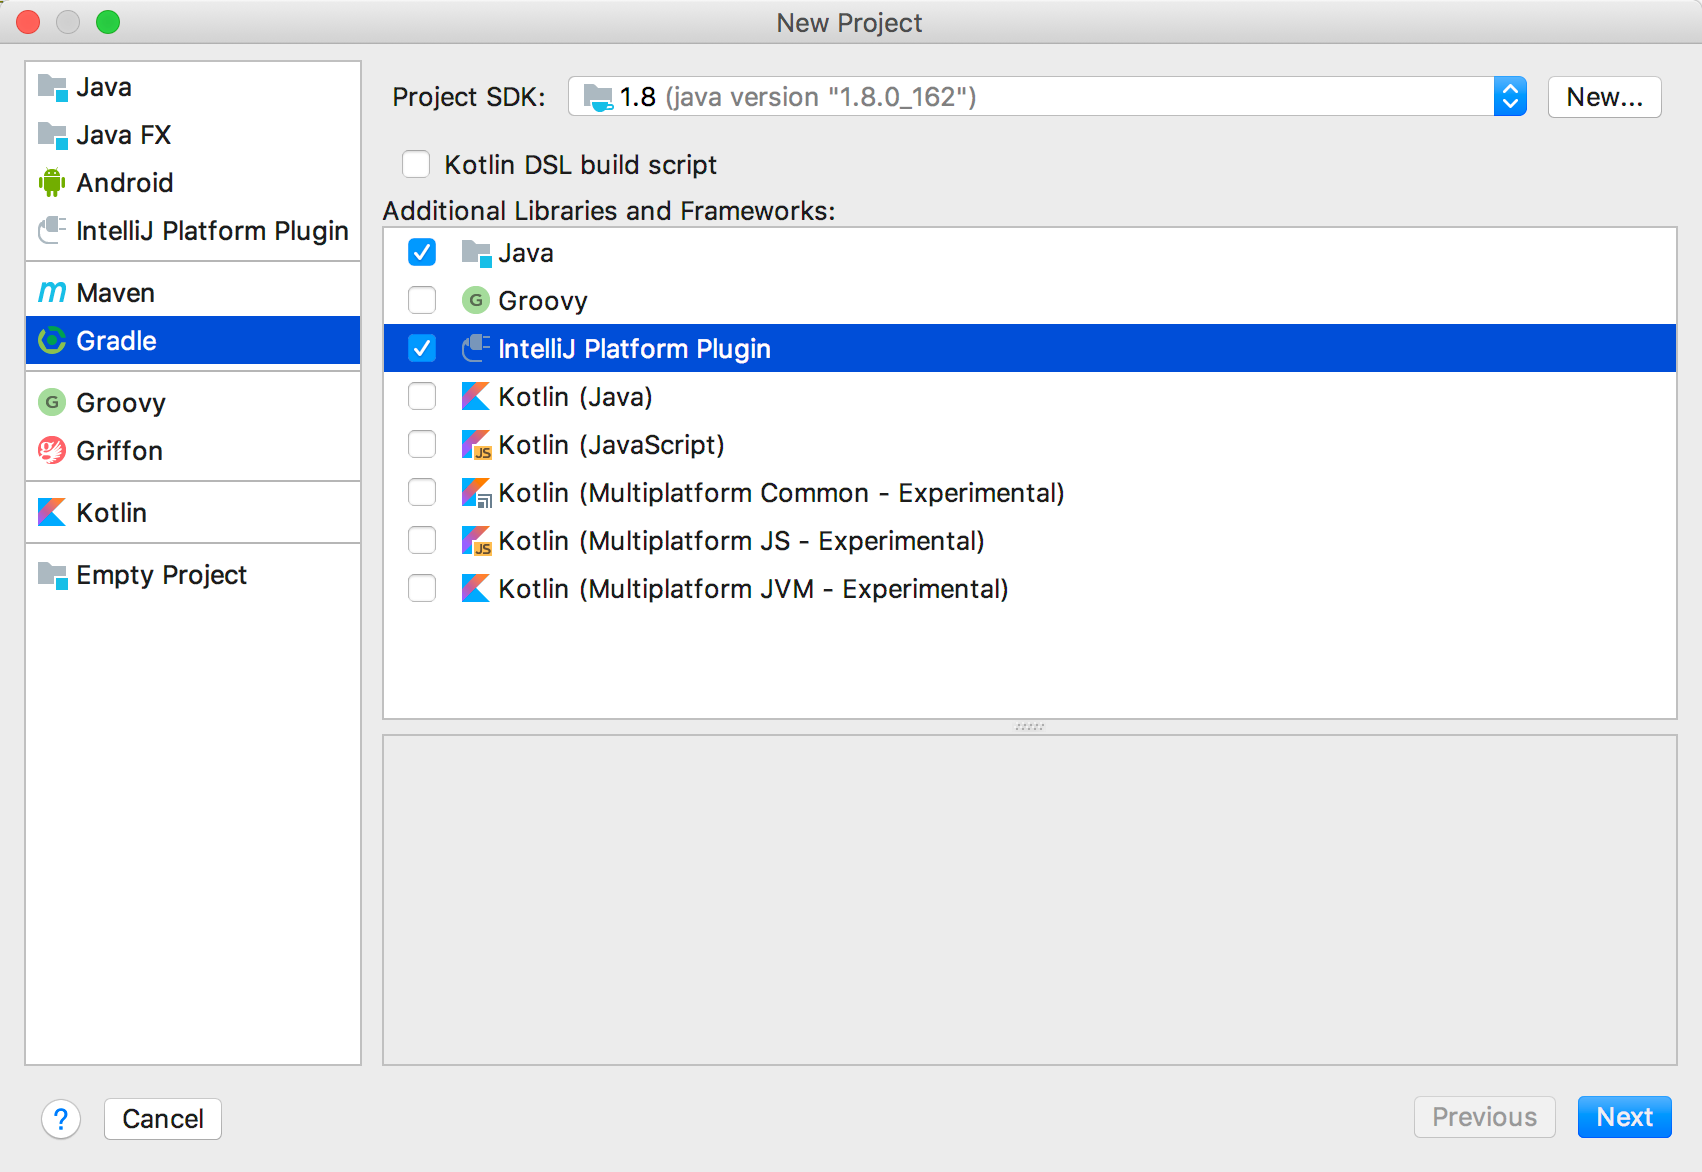 New Project
Java
Java FX
Android
IntelliJ Platform Plugin
Maven
Gradle
Groovy
Griffon
Kotlin
Empty Project
Project SDK: 1.8 (java version "1.8.0_162") New...
Kotlin DSL build script
Additional Libraries and Frameworks:
Java
G Groovy
IntelliJ Platform Plugin
Kotlin (Java)
JS Kotlin (JavaScript)
Kotlin (Multiplatform Common - Experimental)
JS Kotlin (Multiplatform JS - Experimental)
Kotlin (Multiplatform JVM - Experimental)
? Cancel Previous Next